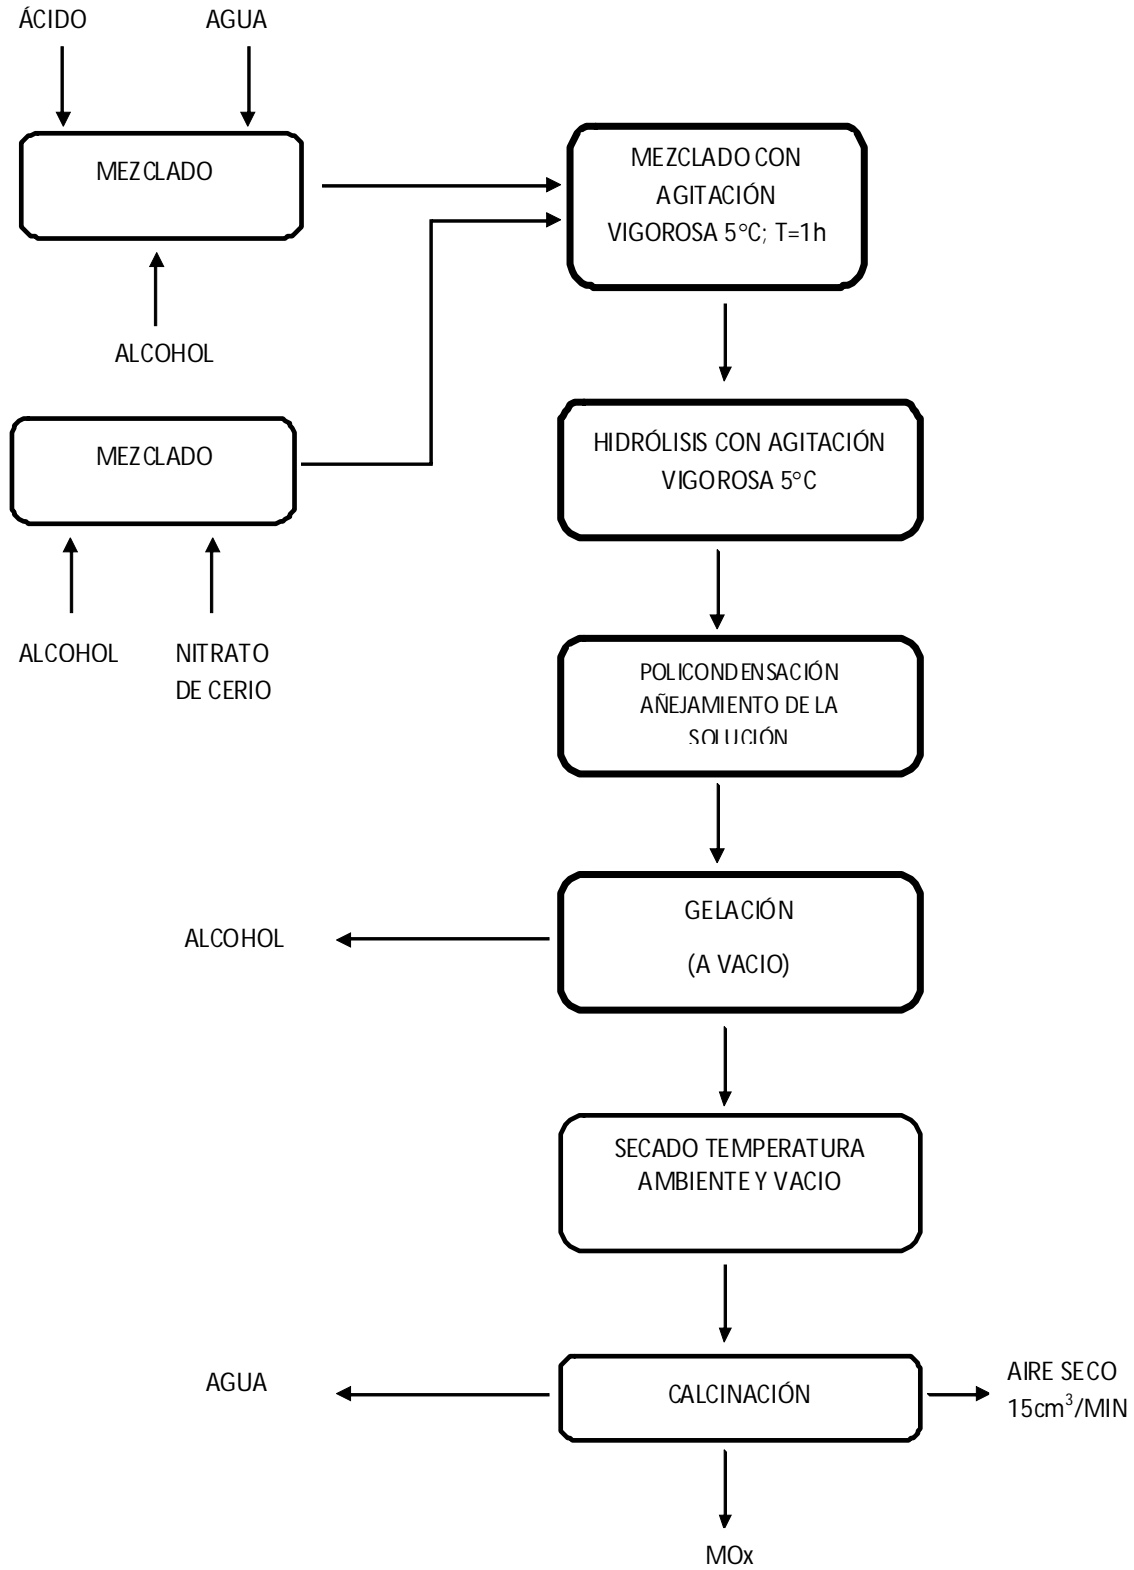 ÁCIDO
AGUA
MEZCLADO
ALCOHOL
MEZCLADO
ALCOHOL
NITRATO
DE CERIO
MEZCLADO CON
AGITACIÓN
VIGOROSA 5°C; T=1h
HIDRÓLISIS CON AGITACIÓN
VIGOROSA 5°C
POLICONDENSACIÓN
AÑEJAMIENTO DE LA
SOLUCIÓN
GELACIÓN
(A VACIO)
ALCOHOL
SECADO TEMPERATURA
AMBIENTE Y VACIO
AGUA
CALCINACIÓN
AIRE SECO
15cm³/MIN
MOx